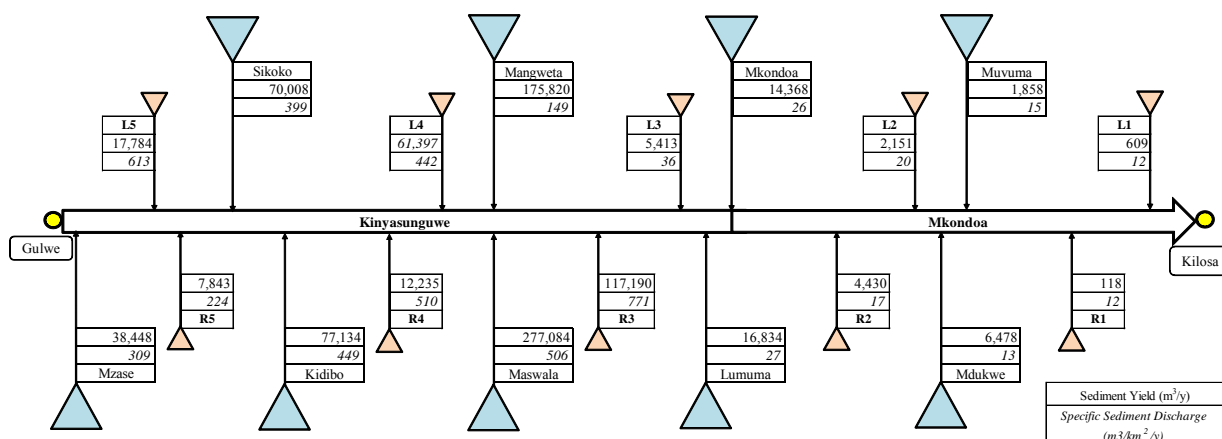 Sikoko
70,008
399
Mangweta
175,820
149
Mkondoa
14,368
26
Muvuma
1,858
15
L5
17,784
613
L4
61,397
442
L3
5,413
36
L2
2,151
20
L1
609
12
Kinyasunguwe
Mkondoa
Gulwe
Kilosa
7,843
224
R5
12,235
510
R4
117,190
771
R3
4,430
17
R2
118
12
R1
38,448
309
Mzase
77,134
449
Kidibo
277,084
506
Maswala
16,834
27
Lumuma
6,478
13
Mdukwe
Sediment Yield (m³/y)
Specific Sediment Discharge
(m3/km²/y)